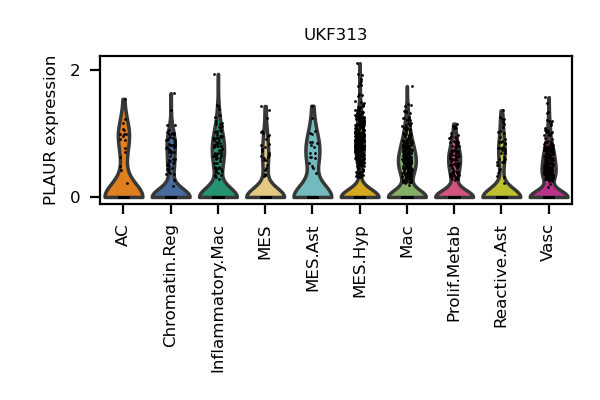 UKF313
PLAUR expression
2
0
AC
Chromatin.Reg
Inflammatory.Mac
MES
MES.Ast
MES.Hyp
Mac
Prolif.Metab
Reactive.Ast
Vasc